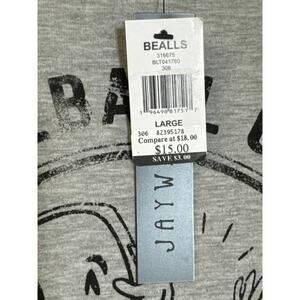 BEALLS
316675
BLT041760
306
LARGE
306 82395178
Compare at $18.00
$15.00
SAVE $3.00
JAYW